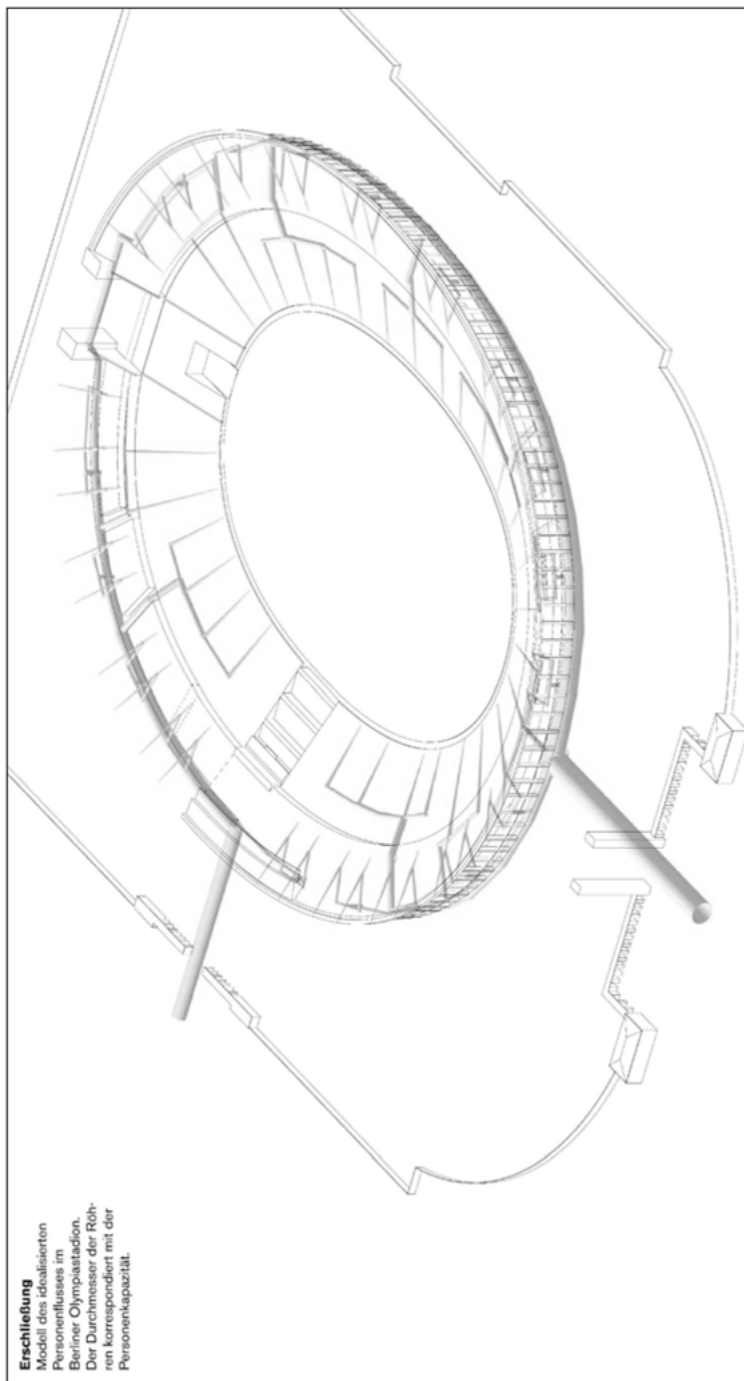 Erschließung
Modell des idealisierten
Personenflusses im
Berliner Olympiastadion.
Der Durchmesser der Röh-
ren korrespondiert mit der
Personenkapazität.